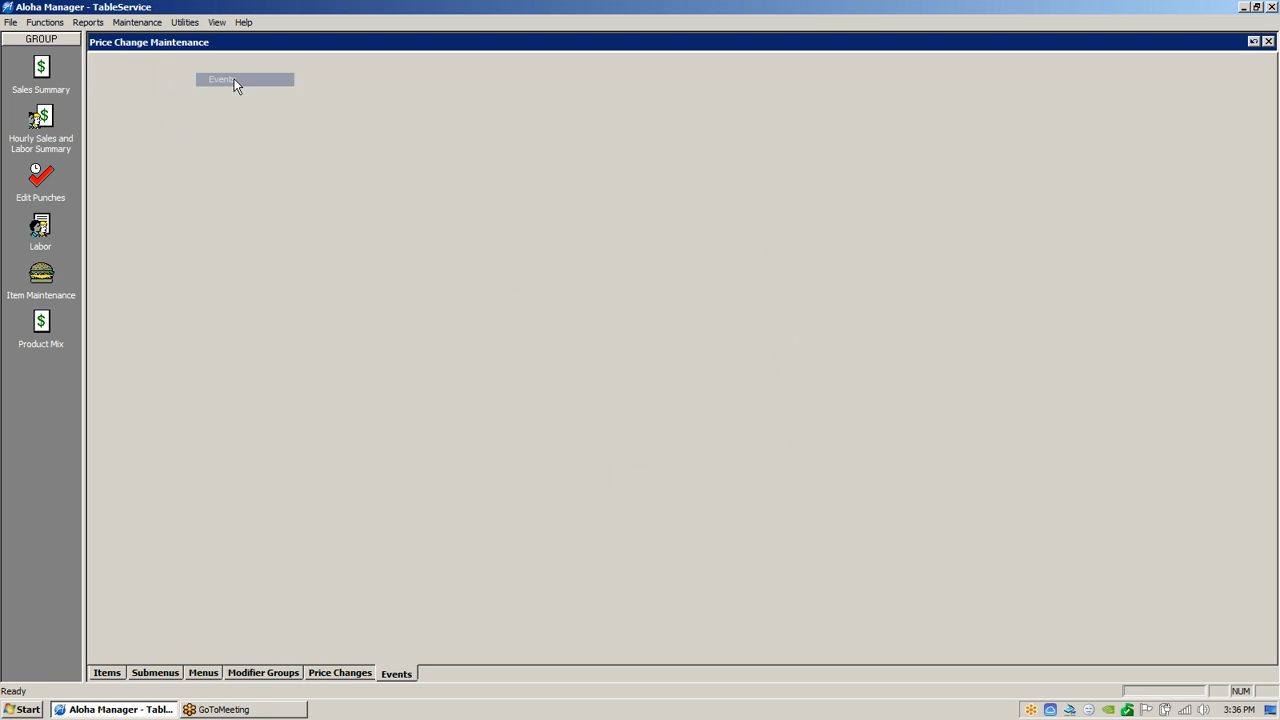 Aloha Manager - TableService
File Functions Reports Maintenance Utilities View Help
GROUP
Price Change Maintenance
Events
Sales Summary
Hourly Sales and
Labor Summary
Edit Punches
Labor
Item Maintenance
Product Mix
Items Submenus Menus Modifier Groups Price Changes Events
Ready NUM
Start Aloha Manager - Tabl... GoToMeeting 3:36 PM